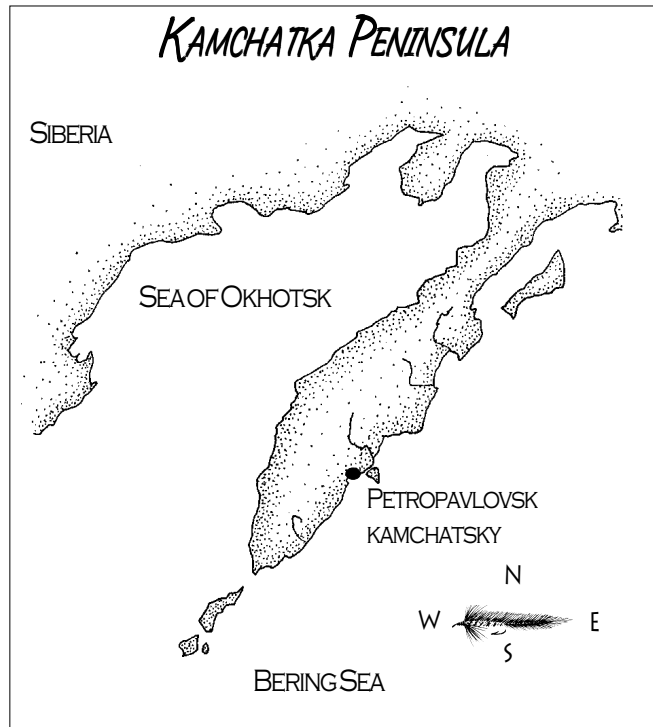 KAMCHATKA PENINSULA
SIBERIA
SEA OF OKHOTSK
PETROPAVLOVSK
KAMCHATSKY
N
W E
S
BERING SEA